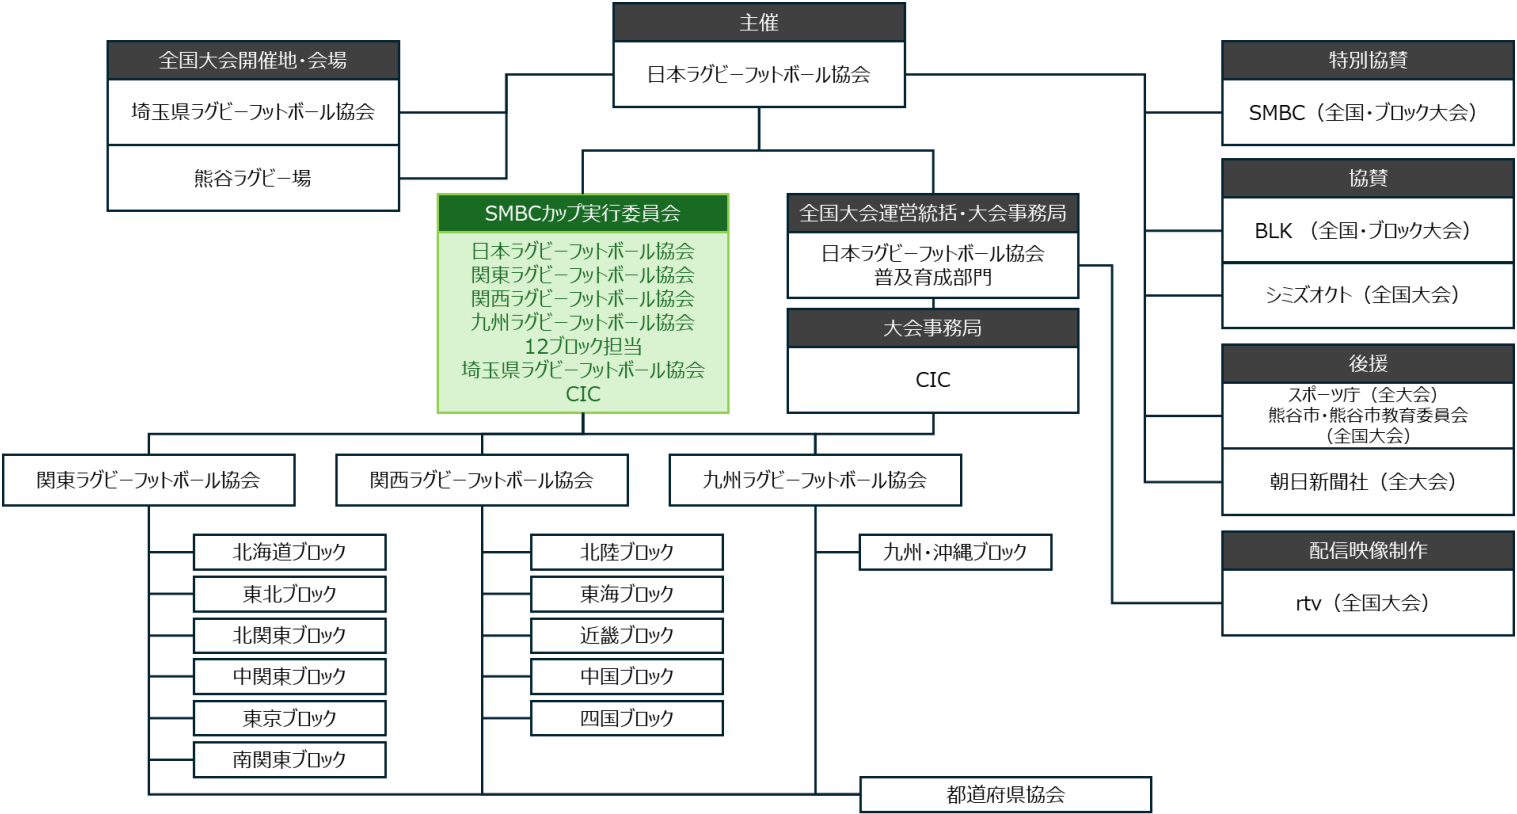 主催
日本ラグビーフットボール協会
全国大会開催地・会場
埼玉県ラグビーフットボール協会
熊谷ラグビー場
特別協賛
SMBC（全国・ブロック大会）
協賛
BLK （全国・ブロック大会）
シミズオクト（全国大会）
SMBCカップ実行委員会
日本ラグビーフットボール協会
関東ラグビーフットボール協会
関西ラグビーフットボール協会
九州ラグビーフットボール協会
12ブロック担当
埼玉県ラグビーフットボール協会
CIC
全国大会運営統括・大会事務局
日本ラグビーフットボール協会
普及育成部門
大会事務局
CIC
後援
スポーツ庁（全大会）
熊谷市・熊谷市教育委員会
（全国大会）
朝日新聞社（全大会）
配信映像制作
rtv（全国大会）
関東ラグビーフットボール協会
関西ラグビーフットボール協会
九州ラグビーフットボール協会
北海道ブロック
東北ブロック
北関東ブロック
中関東ブロック
東京ブロック
南関東ブロック
北陸ブロック
東海ブロック
近畿ブロック
中国ブロック
四国ブロック
九州・沖縄ブロック
都道府県協会